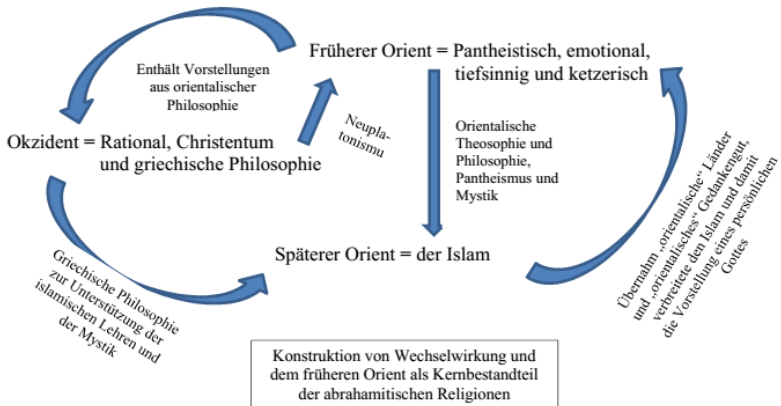 Früherer Orient = Pantheistisch, emotional,
tiefsinnig und ketzerisch
Enthält Vorstellungen
aus orientalischer
Philosophie
Okzident = Rational, Christentum
und griechische Philosophie
Neupla-
tonismu
Orientalische
Theosophie und
Philosophie,
Pantheismus und
Mystik
Späterer Orient = der Islam
Griechische Philosophie
zur Unterstützung der
islamischen Lehren und
der Mystik
Übernahm „orientalische“ Länder
und „orientalisches“ Gedankengut,
verbreitete den Islam und damit
die Vorstellung eines persönlichen
Gottes
Konstruktion von Wechselwirkung und
dem früheren Orient als Kernbestandteil
der abrahamitischen Religionen